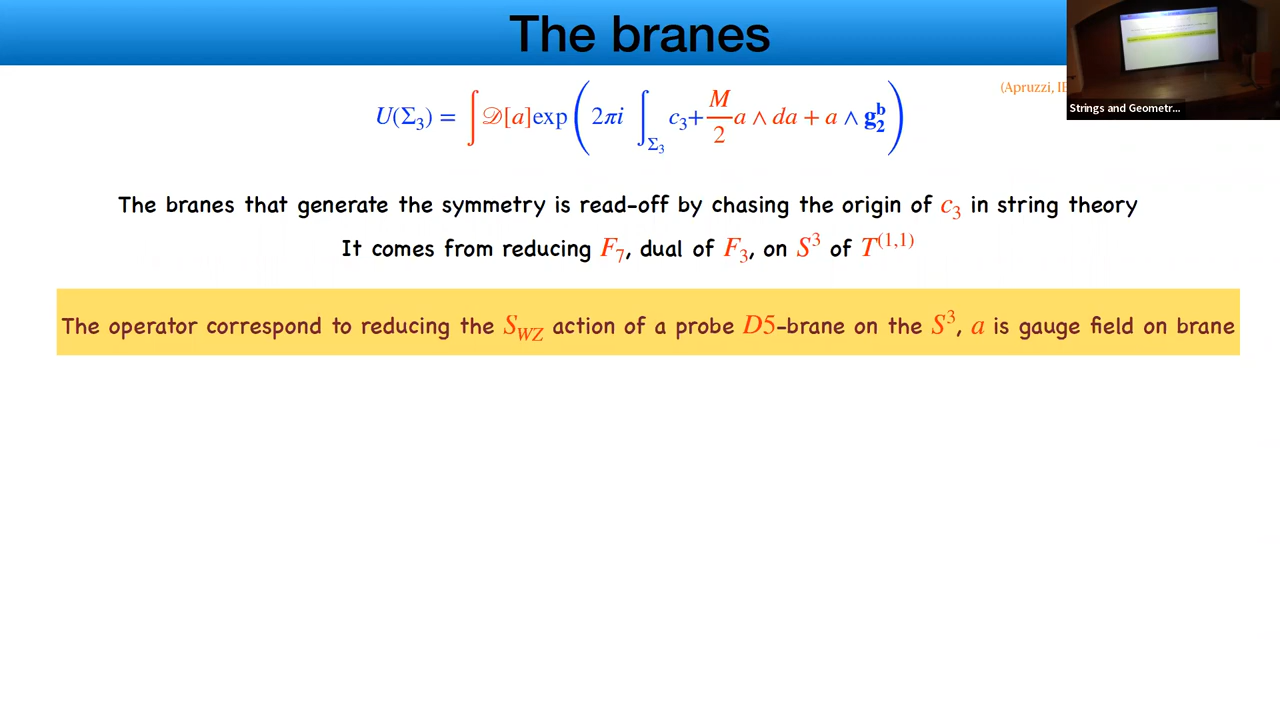 The branes
(Apruzzi,
Strings and Geometr...
U(Σ₃) = ∫ 𝒟[a]exp(2πi ∫_{Σ₃} c₃+ M/2 a ∧ da + a ∧ g₂ᵇ)
The branes that generate the symmetry is read-off by chasing the origin of c₃ in string theory
It comes from reducing F₇, dual of F₃, on S³ of T⁽¹,¹⁾
The operator correspond to reducing the S_{WZ} action of a probe D5-brane on the S³, a is gauge field on brane